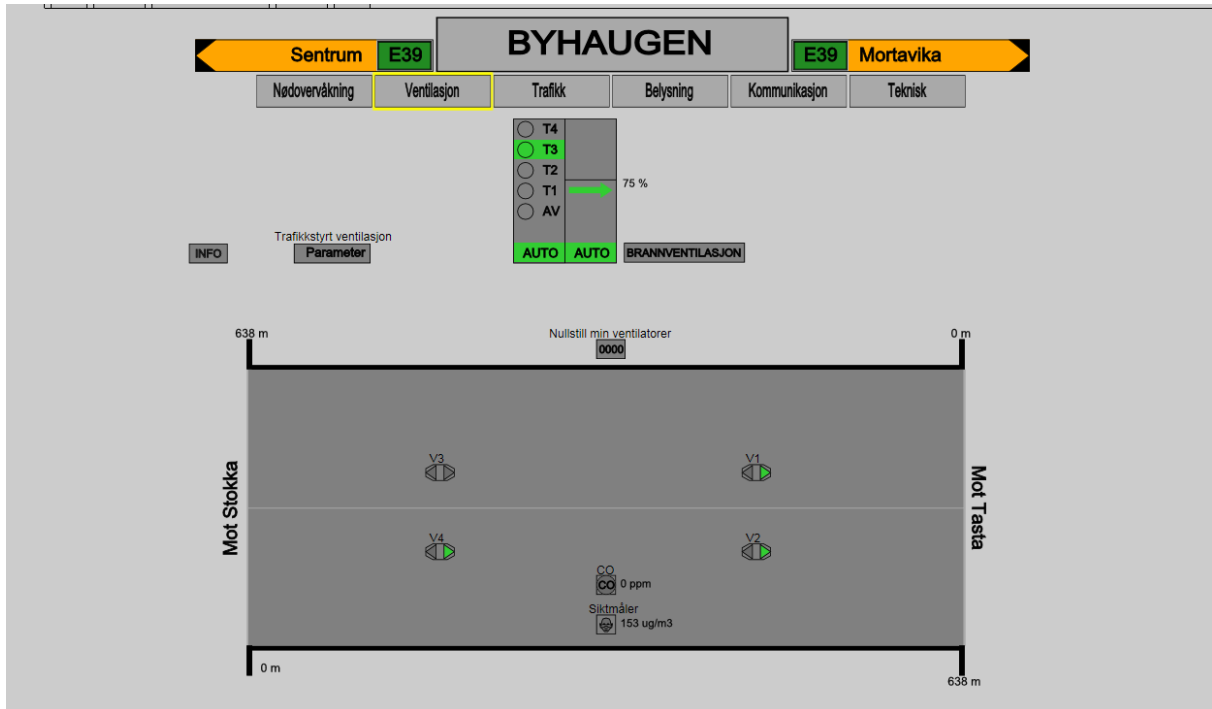 BYHAUGEN
Sentrum E39
E39 Mortavika
Nødovervåkning Ventilasjon Trafikk Belysning Kommunikasjon Teknisk
T4
T3
T2
T1
75 %
AV
Trafikkstyrt ventilasjon
INFO Parameter AUTO AUTO BRANNVENTILASJON
638 m Nullstill min ventilatorer 0 m
0000
Mot Stokka
V3 V1
Mot Tasta
V4 V2
CO
CO 0 ppm
Siktmåler
153 ug/m3
0 m
638 m